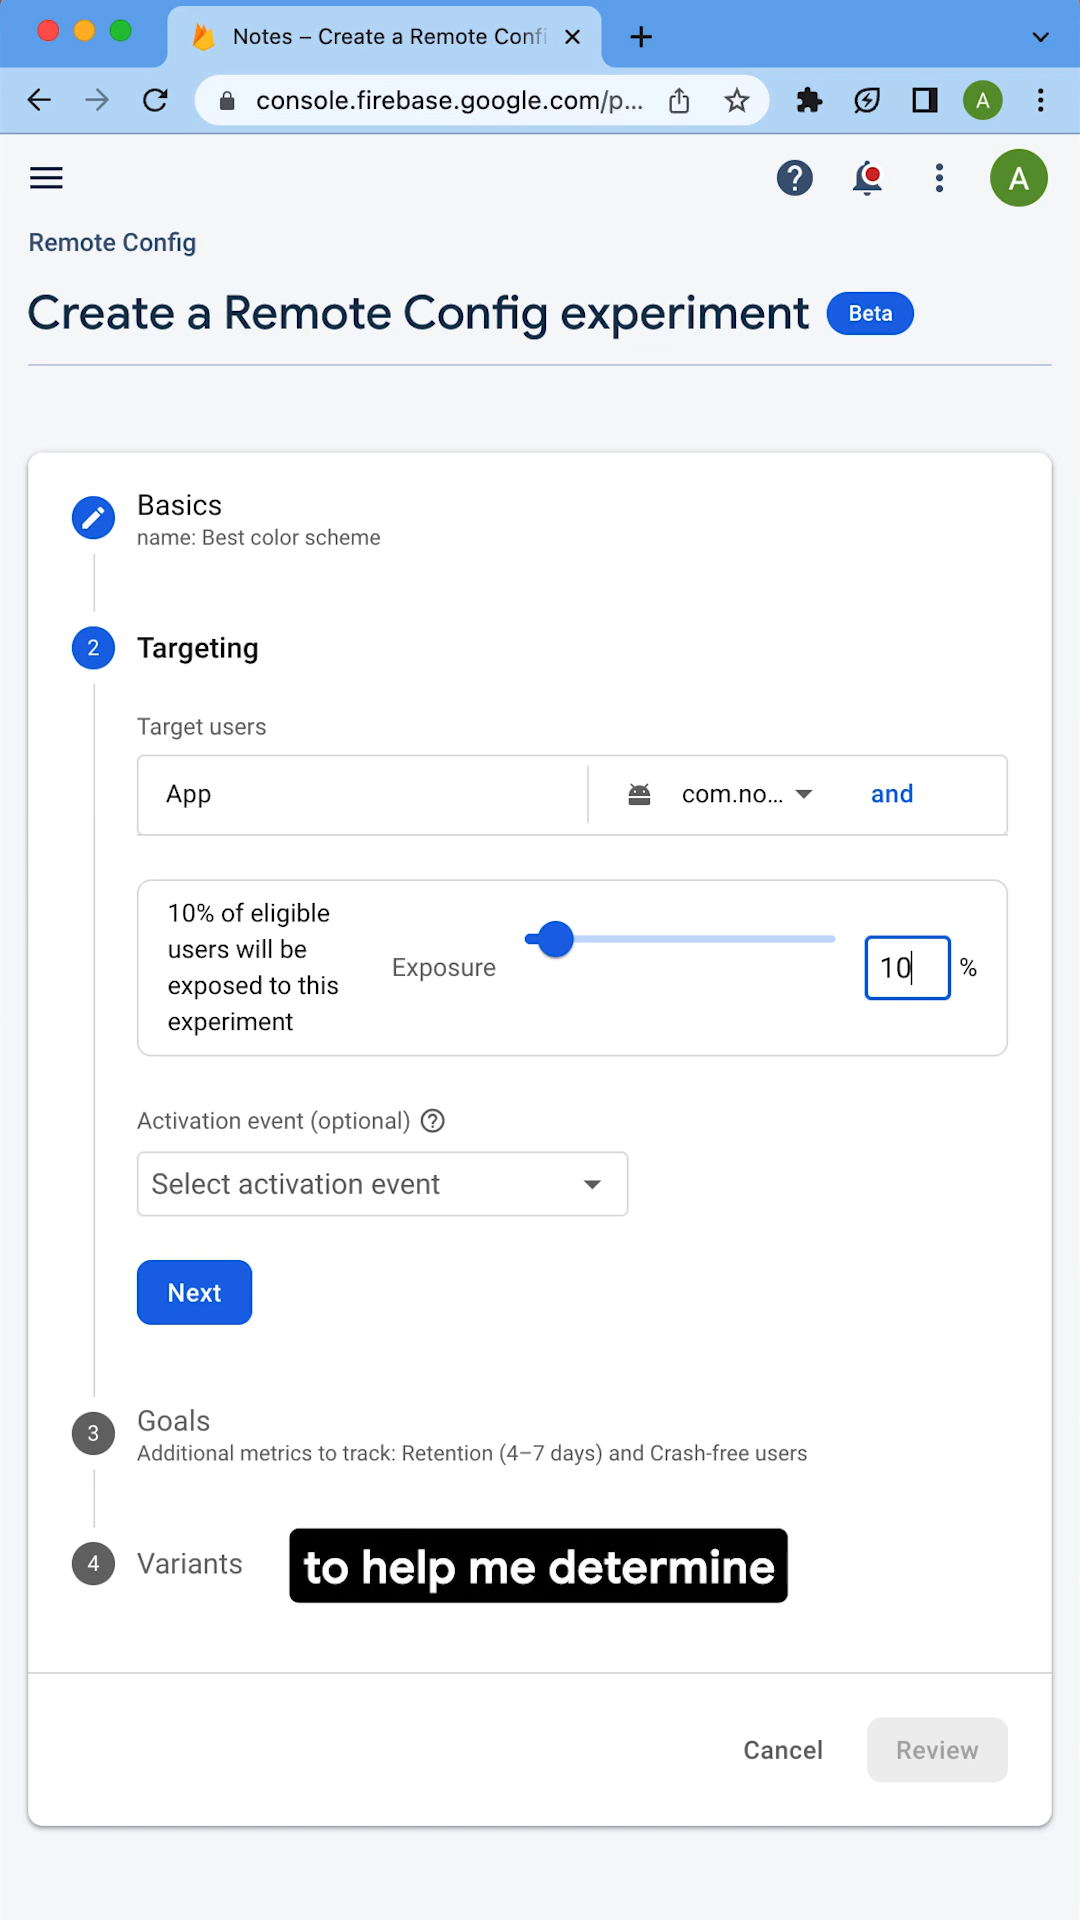 Notes – Create a Remote Confi
console.firebase.google.com/p...
A
A
Remote Config
Create a Remote Config experiment
Beta
Basics
name: Best color scheme
2
Targeting
Target users
App
com.no...
and
10% of eligible
users will be
exposed to this
experiment
Exposure
10
%
Activation event (optional)
Select activation event
Next
3
Goals
Additional metrics to track: Retention (4–7 days) and Crash-free users
4
Variants
to help me determine
Cancel
Review